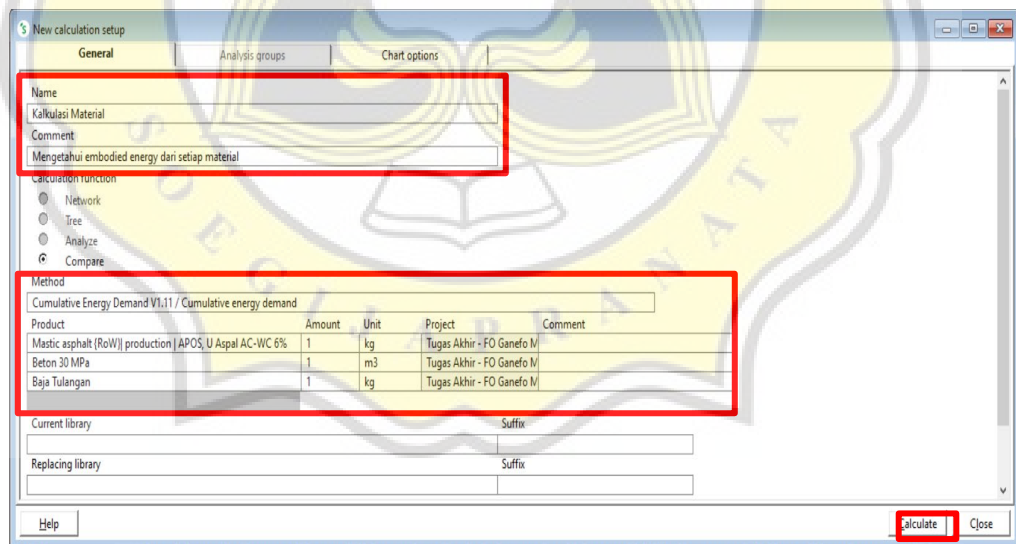 New calculation setup
General Analysis groups Chart options
Name
Kalkulasi Material
Comment
Mengetahui embodied energy dari setiap material
Calculation function
Network
Tree
Analyze
Compare
Method
Cumulative Energy Demand V1.11 / Cumulative energy demand
Product Amount Unit Project Comment
Mastic asphalt {RoW}| production | APOS, U Aspal AC-WC 6% 1 kg Tugas Akhir - FO Ganefo M
Beton 30 MPa 1 m3 Tugas Akhir - FO Ganefo M
Baja Tulangan 1 kg Tugas Akhir - FO Ganefo M
Current library Suffix
Replacing library Suffix
Help Calculate Close
SOEGIJAPRANATA